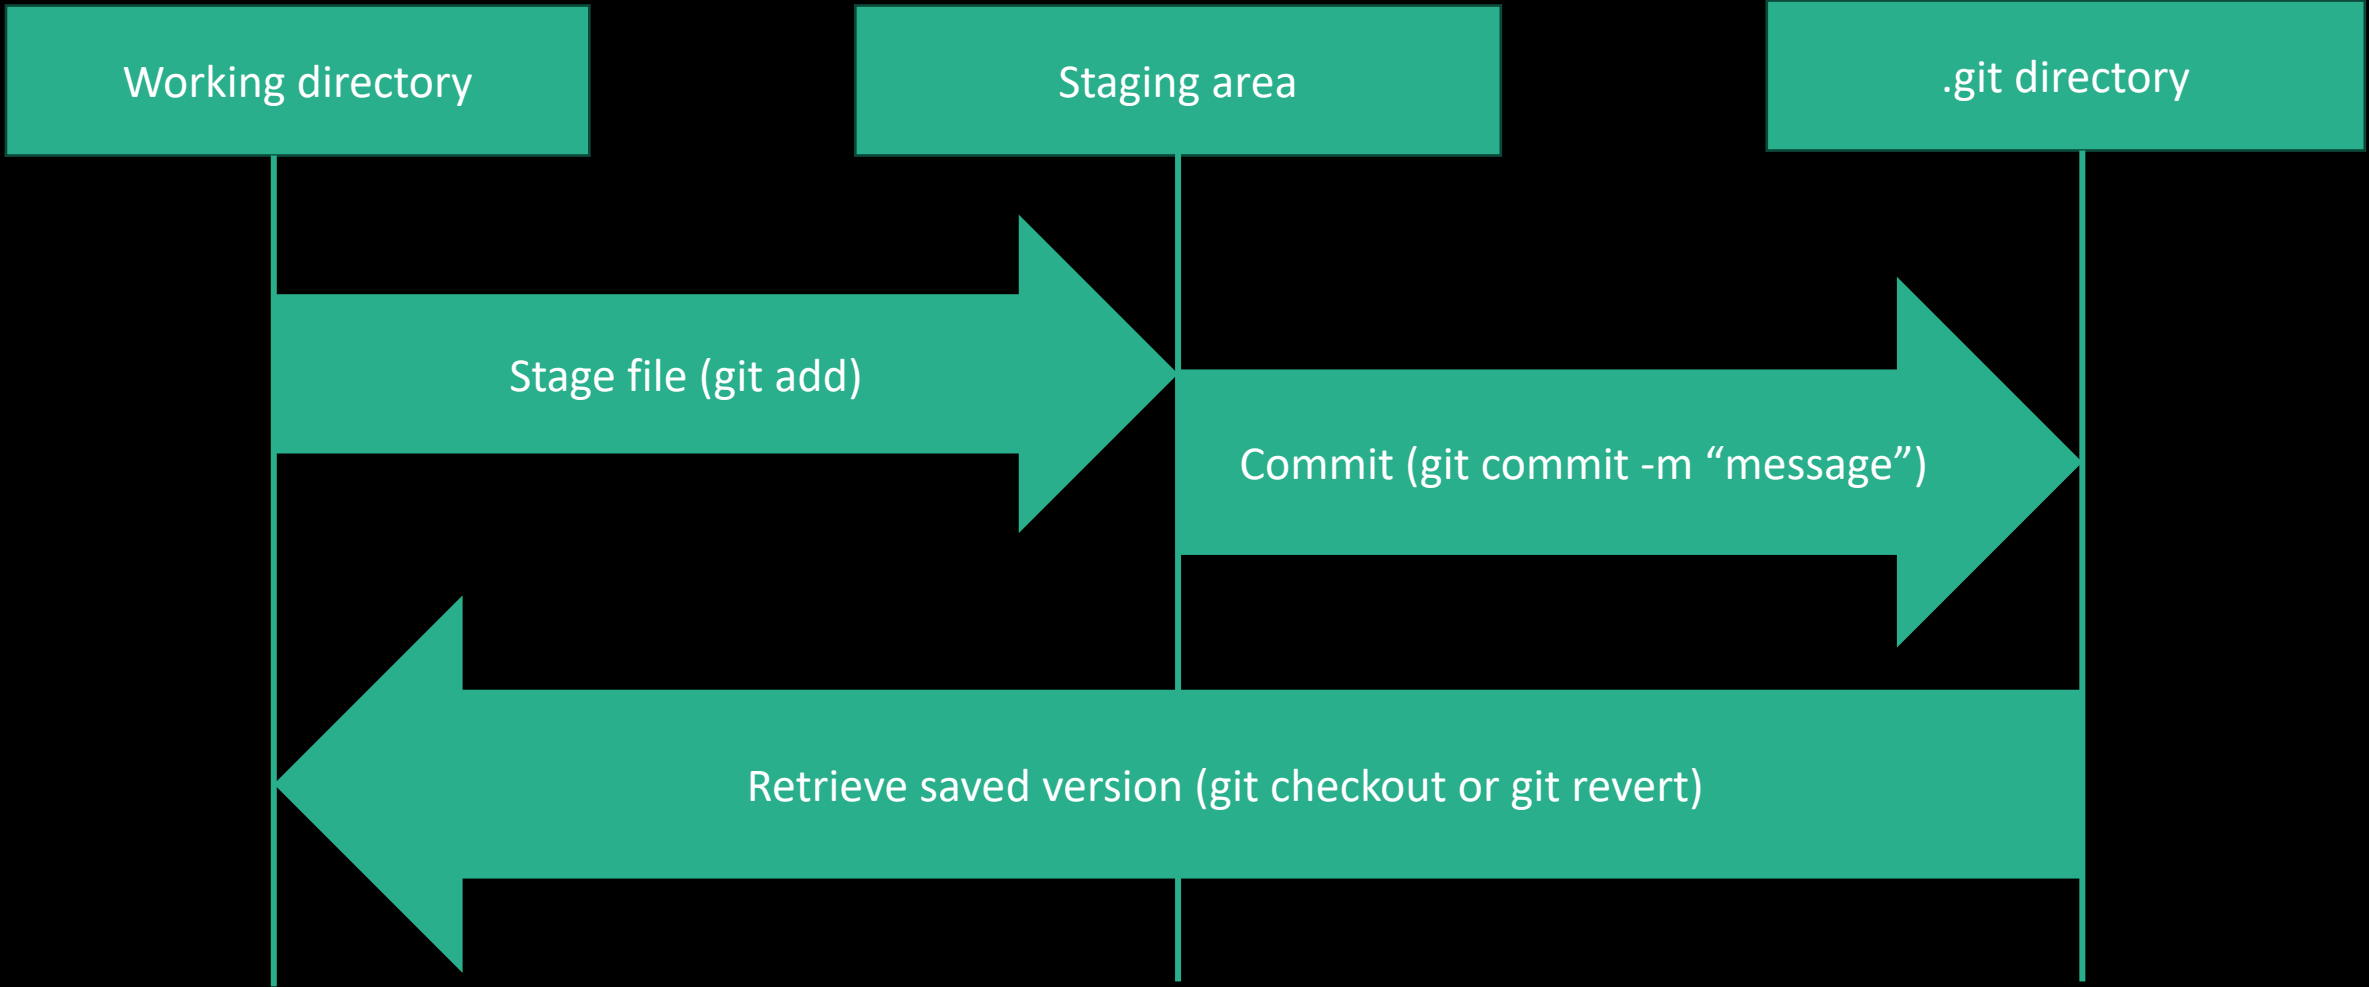 Working directory
Staging area
.git directory
Stage file (git add)
Commit (git commit -m “message”)
Retrieve saved version (git checkout or git revert)